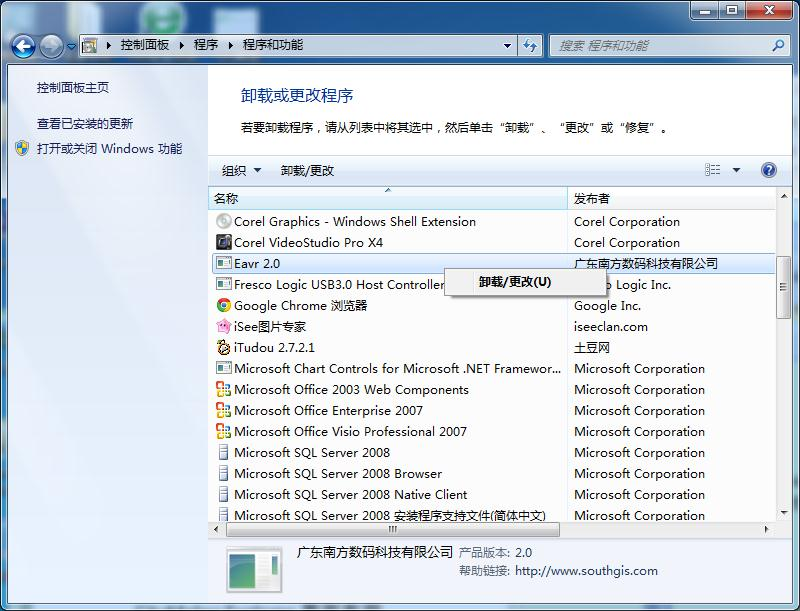 控制面板 程序 程序和功能
搜索 程序和功能
控制面板主页
查看已安装的更新
打开或关闭 Windows 功能
卸载或更改程序
若要卸载程序，请从列表中将其选中，然后单击“卸载”、“更改”或“修复”。
组织 卸载/更改
名称 发布者
Corel Graphics - Windows Shell Extension Corel Corporation
Corel VideoStudio Pro X4 Corel Corporation
Eavr 2.0 广东南方数码科技有限公司
Fresco Logic USB3.0 Host Controller Logic Inc.
卸载/更改(U)
Google Chrome 浏览器 Google Inc.
iSee图片专家 iseeclan.com
iTudou 2.7.2.1 土豆网
Microsoft Chart Controls for Microsoft .NET Framewor... Microsoft Corporation
Microsoft Office 2003 Web Components Microsoft Corporation
Microsoft Office Enterprise 2007 Microsoft Corporation
Microsoft Office Visio Professional 2007 Microsoft Corporation
Microsoft SQL Server 2008 Microsoft Corporation
Microsoft SQL Server 2008 Browser Microsoft Corporation
Microsoft SQL Server 2008 Native Client Microsoft Corporation
Microsoft SQL Server 2008 安装程序支持文件(简体中文) Microsoft Corporation
广东南方数码科技有限公司 产品版本: 2.0
帮助链接: http://www.southgis.com